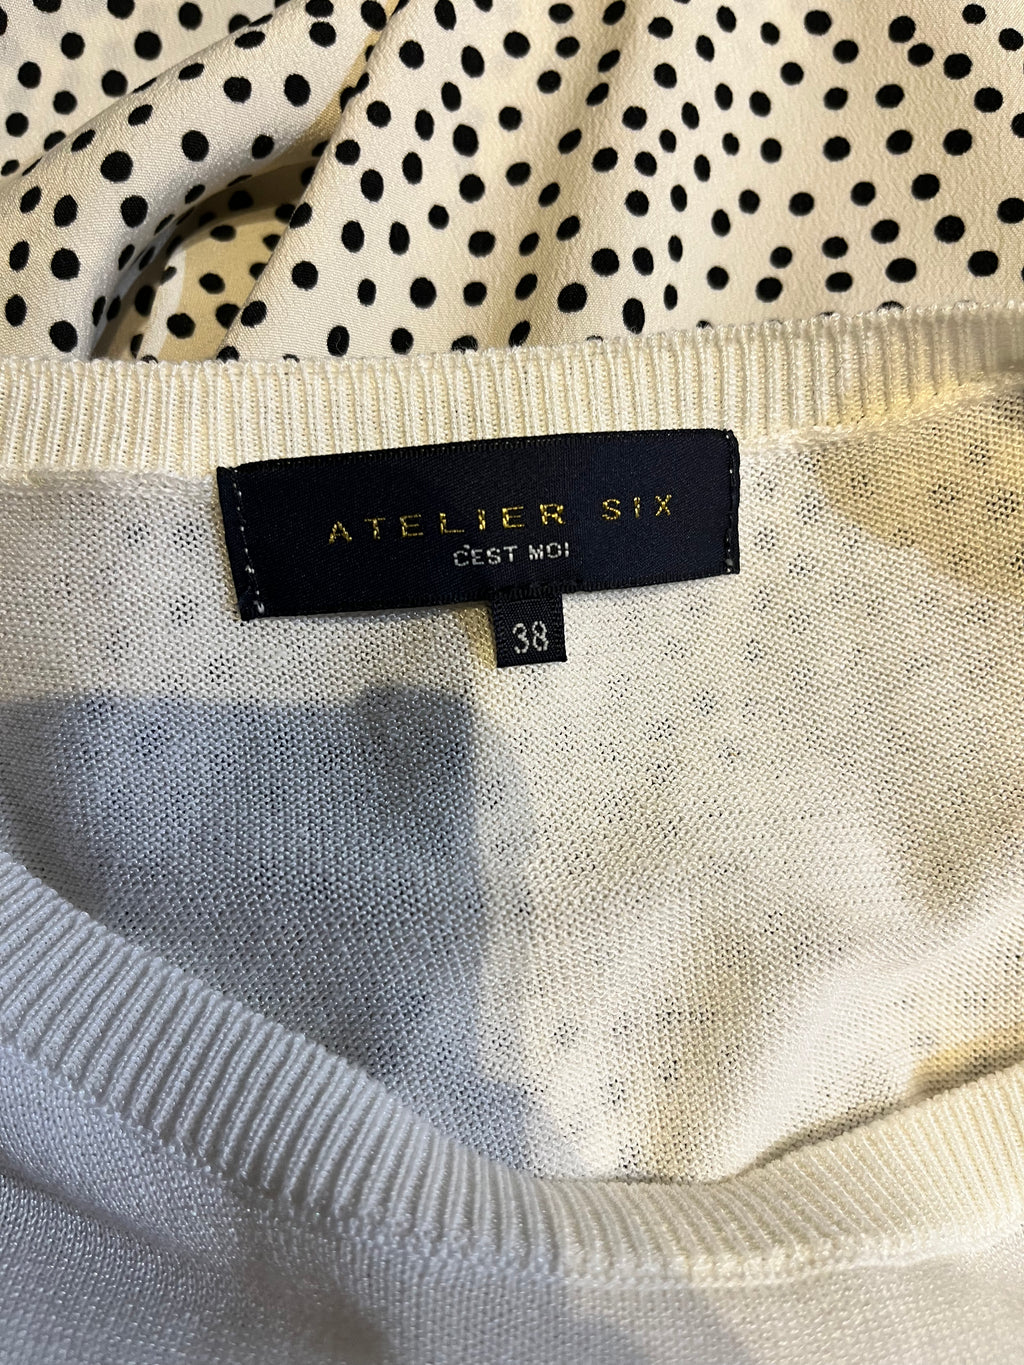 ATELIER SIX
C'EST MOI
38